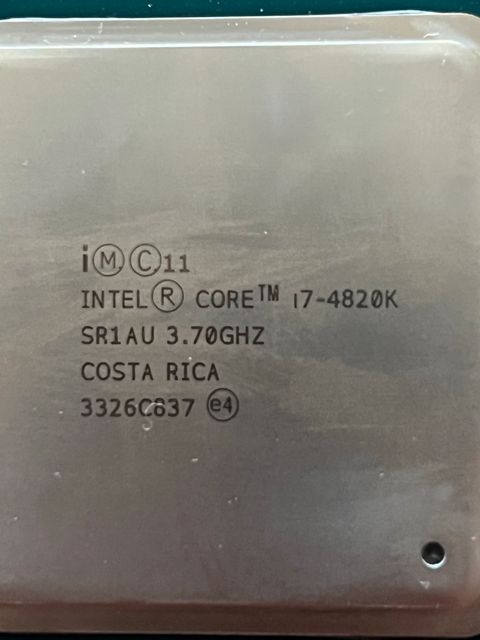 iⓂⒸ11
INTEL® CORE™ i7-4820K
SR1AU 3.70GHZ
COSTA RICA
3326C837 e4